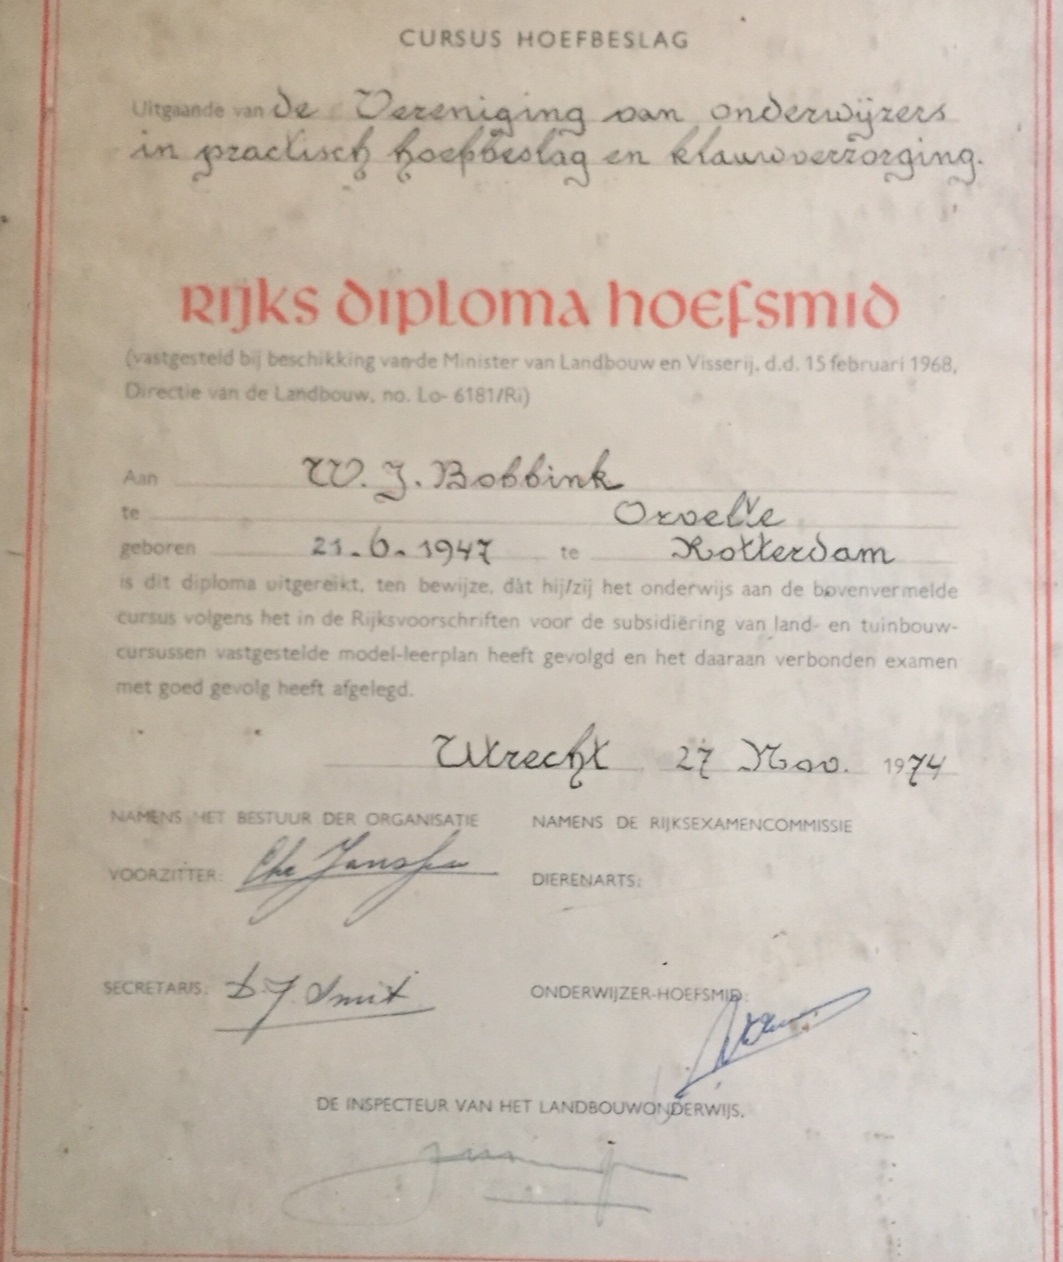 CURSUS HOEFBESLAG
Uitgaande van de Vereniging van onderwijzers
in practisch hoefbeslag en klauwverzorging.
Rijks diploma hoefsmid
(vastgesteld bij beschikking van de Minister van Landbouw en Visserij, d.d. 15 februari 1968,
Directie van de Landbouw, no. Lo- 6181/Ri)
Aan W. J. Bobbink
te Orvelte
geboren 21-6-1947 te Rotterdam
is dit diploma uitgereikt, ten bewijze, dat hij/zij het onderwijs aan de bovenvermelde
cursus volgens het in de Rijksvoorschriften voor de subsidiëring van land- en tuinbouw-
cursussen vastgestelde model-leerplan heeft gevolgd en het daaraan verbonden examen
met goed gevolg heeft afgelegd.
Utrecht 27 Nov. 1974
NAMENS HET BESTUUR DER ORGANISATIE NAMENS DE RIJKSEXAMENCOMMISSIE
VOORZITTER: DIERENARTS:
SECRETARIS: D.J. Smit ONDERWIJZER-HOEFSMID:
DE INSPECTEUR VAN HET LANDBOUWONDERWIJS,